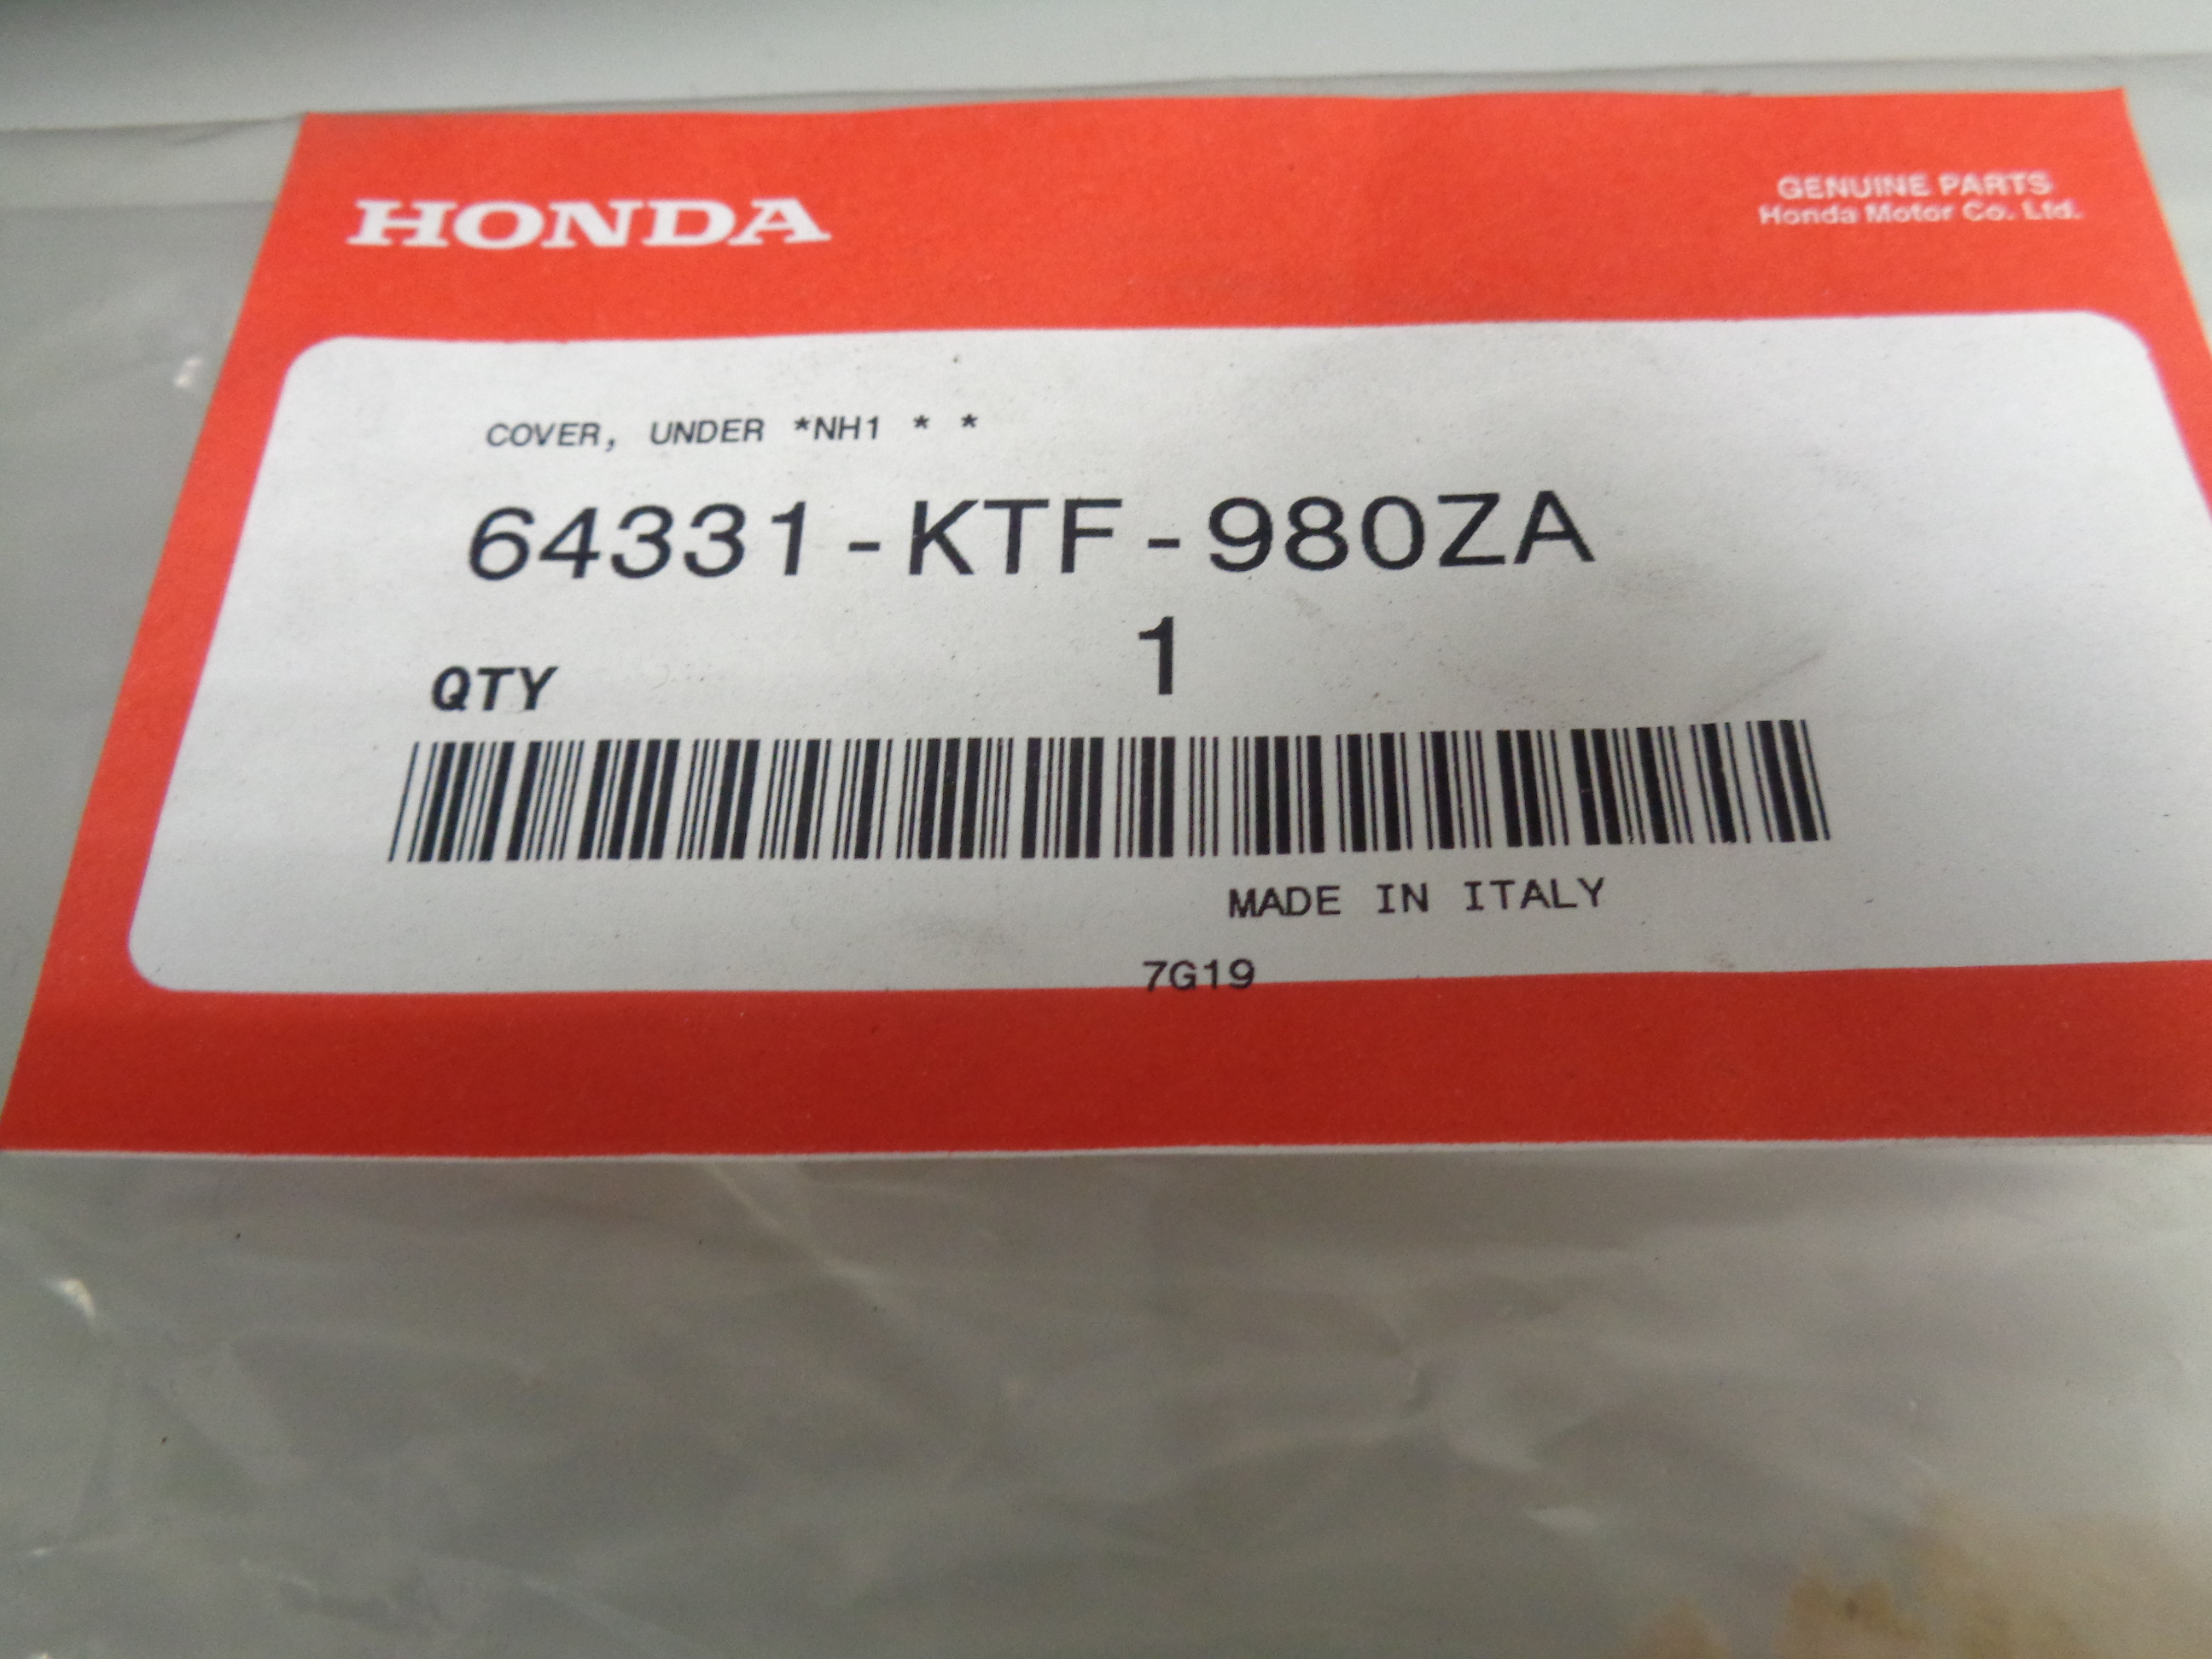 HONDA
GENUINE PARTS
Honda Motor Co. Ltd.
COVER, UNDER *NH1 * *
64331-KTF-980ZA
QTY 1
MADE IN ITALY
7G19